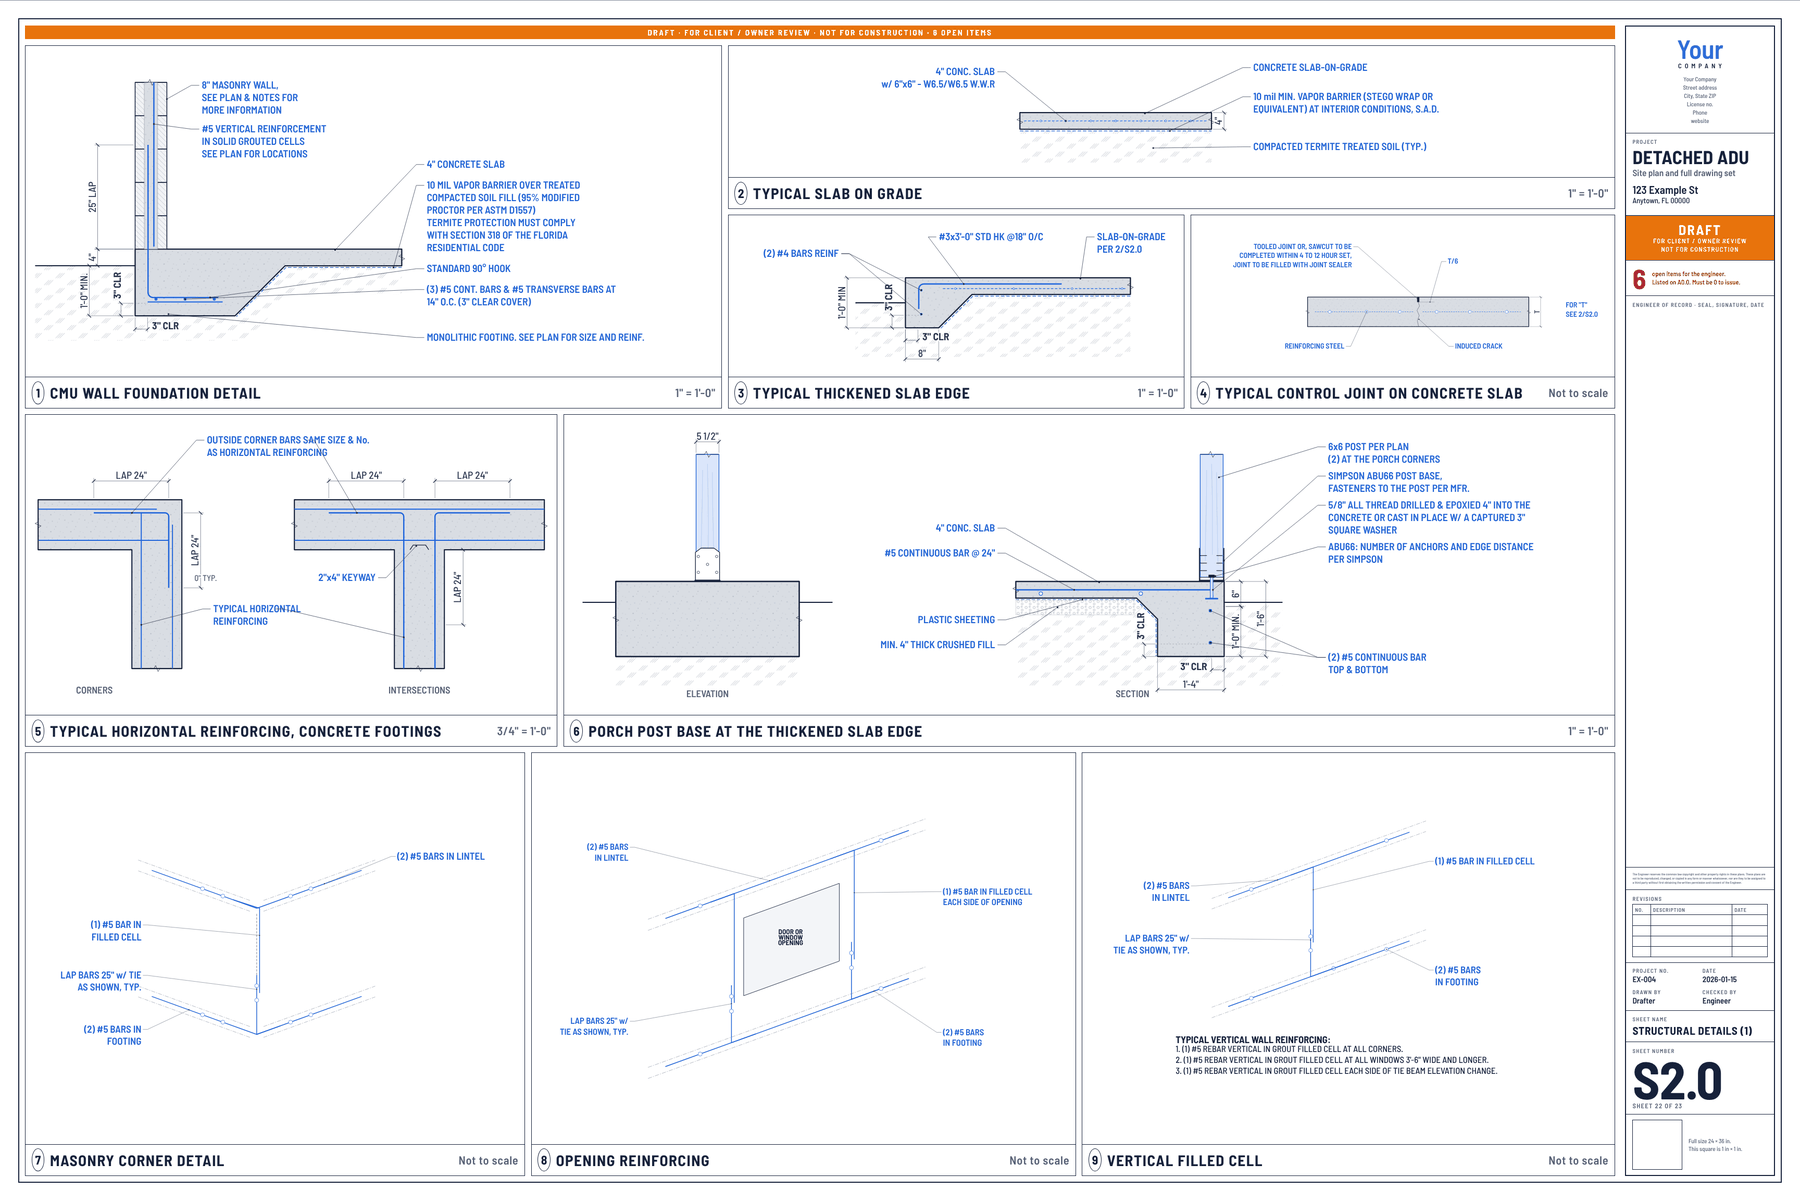 DRAFT · FOR CLIENT / OWNER REVIEW · NOT FOR CONSTRUCTION · 6 OPEN ITEMS
8" MASONRY WALL,
SEE PLAN & NOTES FOR
MORE INFORMATION
#5 VERTICAL REINFORCEMENT
IN SOLID GROUTED CELLS
SEE PLAN FOR LOCATIONS
25" LAP
4"
1'-0" MIN.
3" CLR
3" CLR
4" CONCRETE SLAB
10 MIL VAPOR BARRIER OVER TREATED
COMPACTED SOIL FILL (95% MODIFIED
PROCTOR PER ASTM D1557)
TERMITE PROTECTION MUST COMPLY
WITH SECTION 318 OF THE FLORIDA
RESIDENTIAL CODE
STANDARD 90° HOOK
(3) #5 CONT. BARS & #5 TRANSVERSE BARS AT
14" O.C. (3" CLEAR COVER)
MONOLITHIC FOOTING. SEE PLAN FOR SIZE AND REINF.
1 CMU WALL FOUNDATION DETAIL 1" = 1'-0"
4" CONC. SLAB
w/ 6"x6" - W6.5/W6.5 W.W.R
CONCRETE SLAB-ON-GRADE
10 mil MIN. VAPOR BARRIER (STEGO WRAP OR
EQUIVALENT) AT INTERIOR CONDITIONS, S.A.D.
4"
COMPACTED TERMITE TREATED SOIL (TYP.)
2 TYPICAL SLAB ON GRADE 1" = 1'-0"
(2) #4 BARS REINF
#3x3'-0" STD HK @18" O/C
SLAB-ON-GRADE
PER 2/S2.0
1'-0" MIN
3" CLR
3" CLR
8"
3 TYPICAL THICKENED SLAB EDGE 1" = 1'-0"
TOOLED JOINT OR, SAWCUT TO BE
COMPLETED WITHIN 4 TO 12 HOUR SET,
JOINT TO BE FILLED WITH JOINT SEALER
T/6
T
FOR "T"
SEE 2/S2.0
REINFORCING STEEL
INDUCED CRACK
4 TYPICAL CONTROL JOINT ON CONCRETE SLAB Not to scale
OUTSIDE CORNER BARS SAME SIZE & No.
AS HORIZONTAL REINFORCING
LAP 24"
LAP 24"
LAP 24"
LAP 24"
0" TYP.
2"x4" KEYWAY
LAP 24"
TYPICAL HORIZONTAL
REINFORCING
CORNERS
INTERSECTIONS
5 TYPICAL HORIZONTAL REINFORCING, CONCRETE FOOTINGS 3/4" = 1'-0"
5 1/2"
ELEVATION
4" CONC. SLAB
#5 CONTINUOUS BAR @ 24"
PLASTIC SHEETING
MIN. 4" THICK CRUSHED FILL
6x6 POST PER PLAN
(2) AT THE PORCH CORNERS
SIMPSON ABU66 POST BASE,
FASTENERS TO THE POST PER MFR.
5/8" ALL THREAD DRILLED & EPOXIED 4" INTO THE
CONCRETE OR CAST IN PLACE W/ A CAPTURED 3"
SQUARE WASHER
ABU66: NUMBER OF ANCHORS AND EDGE DISTANCE
PER SIMPSON
6"
1'-0" MIN.
1'-6"
3" CLR
3" CLR
1'-4"
(2) #5 CONTINUOUS BAR
TOP & BOTTOM
SECTION
6 PORCH POST BASE AT THE THICKENED SLAB EDGE 1" = 1'-0"
(2) #5 BARS IN LINTEL
(1) #5 BAR IN
FILLED CELL
LAP BARS 25" w/ TIE
AS SHOWN, TYP.
(2) #5 BARS IN
FOOTING
7 MASONRY CORNER DETAIL Not to scale
(2) #5 BARS
IN LINTEL
(1) #5 BAR IN FILLED CELL
EACH SIDE OF OPENING
DOOR OR
WINDOW
OPENING
LAP BARS 25" w/
TIE AS SHOWN, TYP.
(2) #5 BARS
IN FOOTING
8 OPENING REINFORCING Not to scale
(2) #5 BARS
IN LINTEL
(1) #5 BAR IN FILLED CELL
LAP BARS 25" w/
TIE AS SHOWN, TYP.
(2) #5 BARS
IN FOOTING
TYPICAL VERTICAL WALL REINFORCING:
1. (1) #5 REBAR VERTICAL IN GROUT FILLED CELL AT ALL CORNERS.
2. (1) #5 REBAR VERTICAL IN GROUT FILLED CELL AT ALL WINDOWS 3'-6" WIDE AND LONGER.
3. (1) #5 REBAR VERTICAL IN GROUT FILLED CELL EACH SIDE OF TIE BEAM ELEVATION CHANGE.
9 VERTICAL FILLED CELL Not to scale
Your
COMPANY
Your Company
Street address
City, State ZIP
License no.
Phone
website
PROJECT
DETACHED ADU
Site plan and full drawing set
123 Example St
Anytown, FL 00000
DRAFT
FOR CLIENT / OWNER REVIEW
NOT FOR CONSTRUCTION
6 open items for the engineer.
Listed on A0.0. Must be 0 to issue.
ENGINEER OF RECORD · SEAL, SIGNATURE, DATE
REVISIONS
NO. DESCRIPTION DATE
PROJECT NO. DATE
EX-004 2026-01-15
DRAWN BY CHECKED BY
Drafter Engineer
SHEET NAME
STRUCTURAL DETAILS (1)
SHEET NUMBER
S2.0
SHEET 22 OF 23
Full size 24 × 36 in.
This square is 1 in × 1 in.